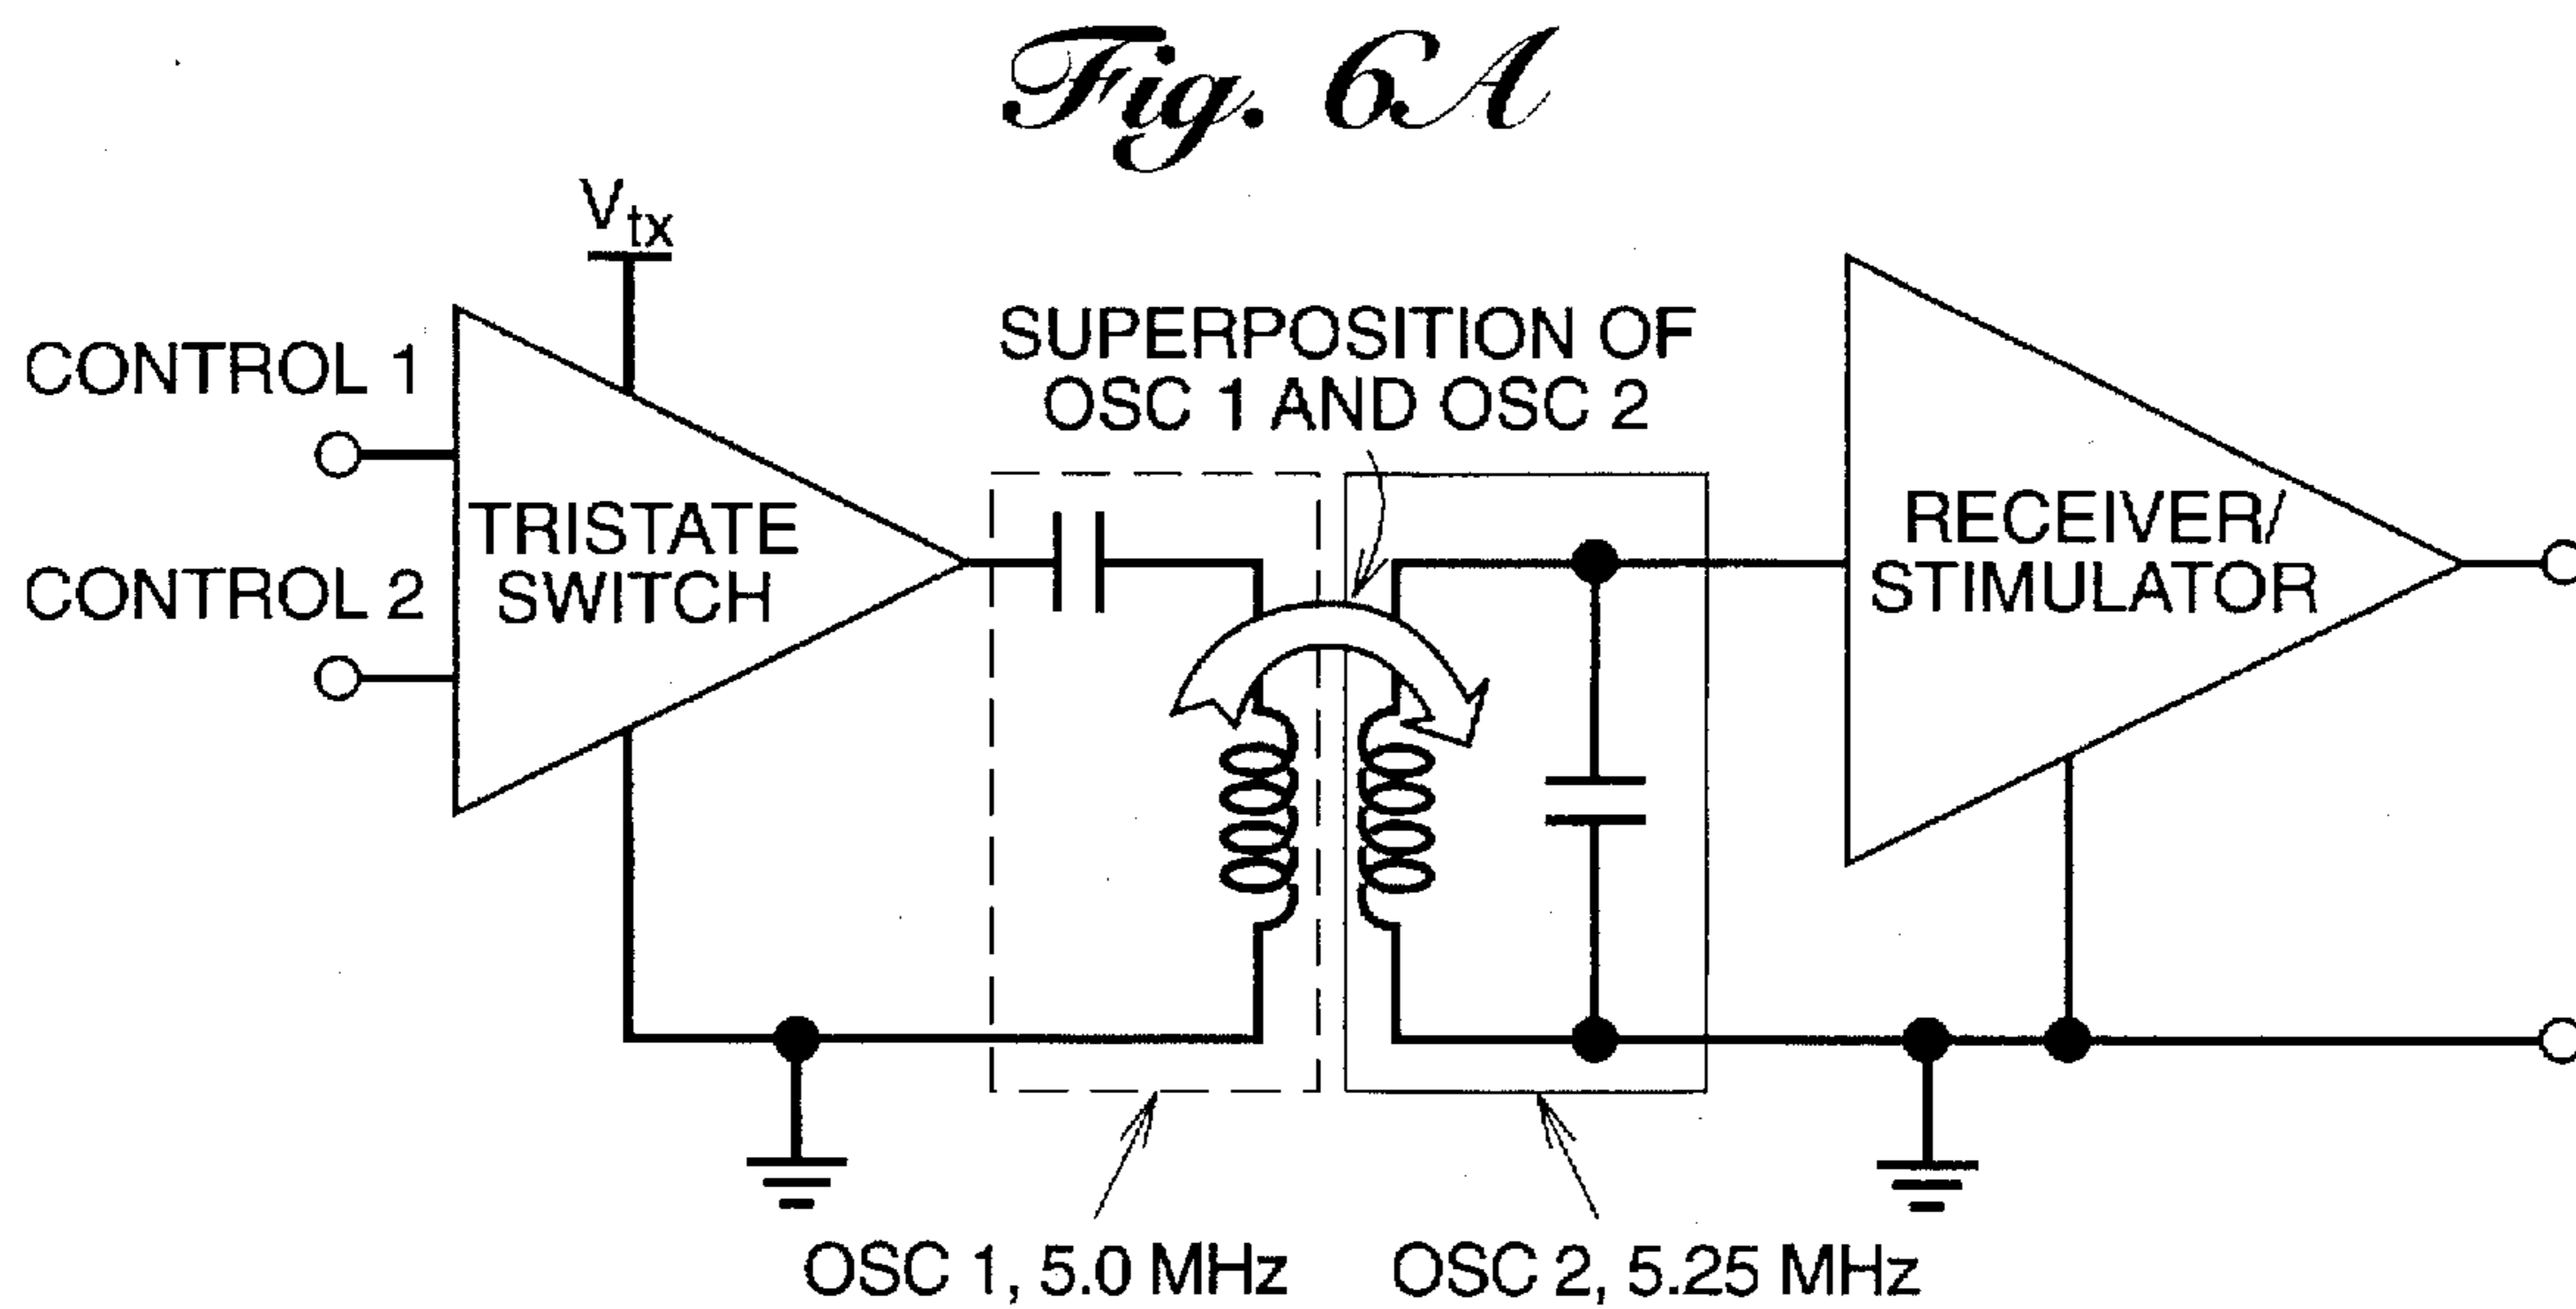 Fig. 6A
Vtx
CONTROL 1
CONTROL 2
TRISTATE
SWITCH
SUPERPOSITION OF
OSC 1 AND OSC 2
RECEIVER/
STIMULATOR
OSC 1, 5.0 MHz
OSC 2, 5.25 MHz